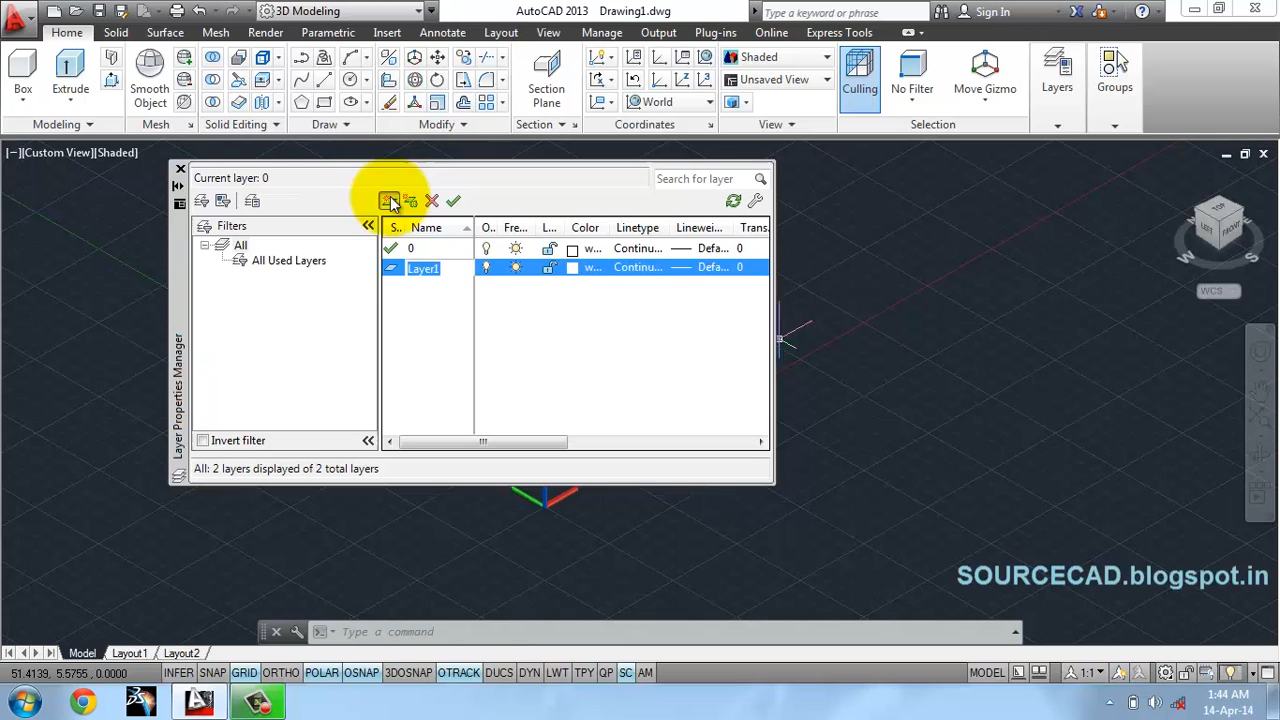 3D Modeling
AutoCAD 2013 Drawing1.dwg
Type a keyword or phrase
Sign In
Home Solid Surface Mesh Render Parametric Insert Annotate Layout View Manage Output Plug-ins Online Express Tools
Box
Extrude
Smooth
Object
Section
Plane
Shaded
Unsaved View
World
Culling
No Filter
Move Gizmo
Layers
Groups
Modeling
Mesh
Solid Editing
Draw
Modify
Section
Coordinates
View
Selection
[−][Custom View][Shaded]
Current layer: 0
Search for layer
Filters
All
All Used Layers
Invert filter
S.. Name O.. Fre... L... Color Linetype Linewei... Trans.
0 w... Continu... Defa... 0
Layer1 w... Continu... Defa... 0
All: 2 layers displayed of 2 total layers
Layer Properties Manager
TOP
LEFT
FRONT
S
WCS
SOURCECAD.blogspot.in
Type a command
Model Layout1 Layout2
51.4139, 5.5755, 0.0000
INFER SNAP GRID ORTHO POLAR OSNAP 3DOSNAP OTRACK DUCS DYN LWT TPY QP SC AM
MODEL
1:1
1:44 AM
14-Apr-14